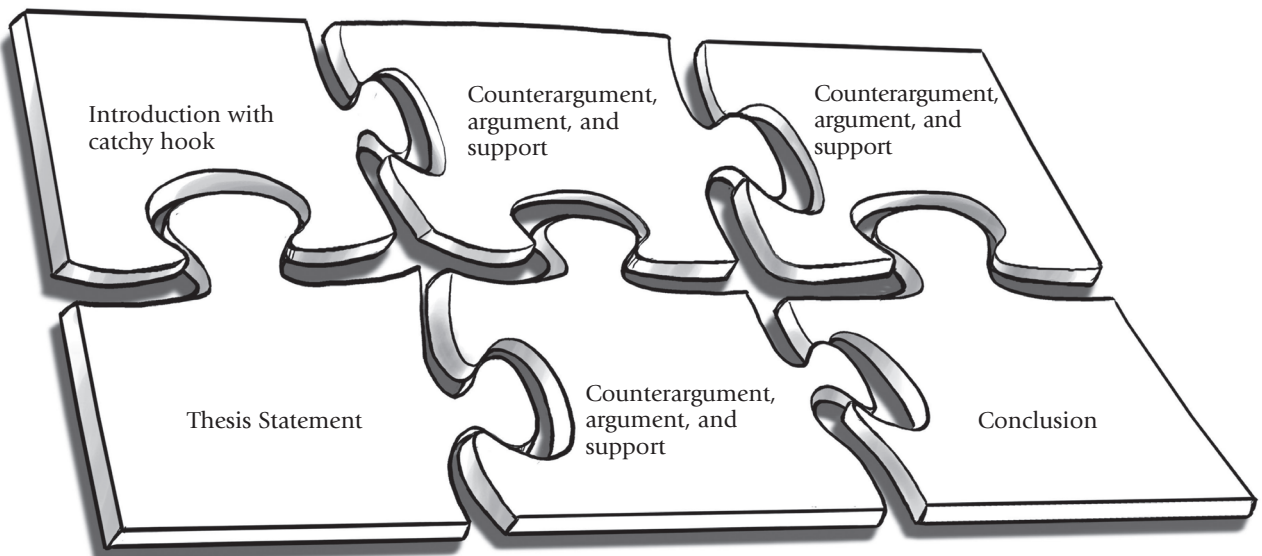 Introduction with
catchy hook
Counterargument,
argument, and
support
Counterargument,
argument, and
support
Thesis Statement
Counterargument,
argument, and
support
Conclusion